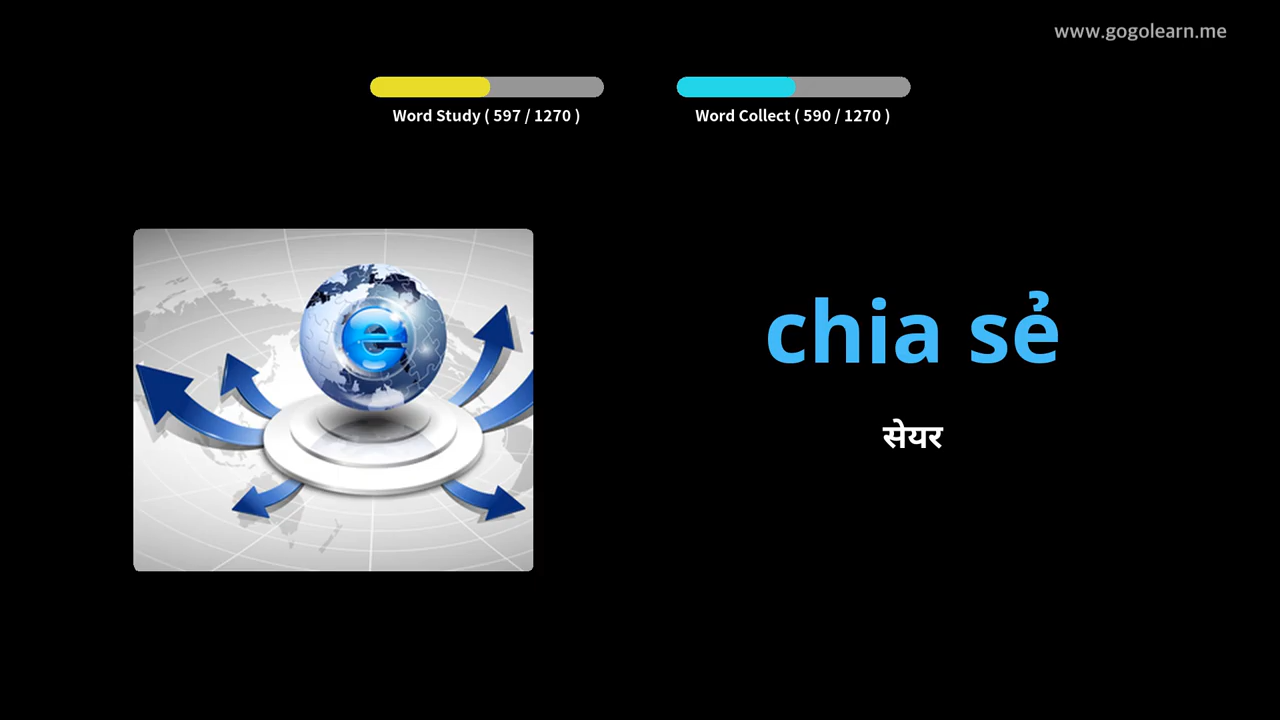 www.gogolearn.me
Word Study ( 597 / 1270 )
Word Collect ( 590 / 1270 )
e
chia sẻ
सेयर